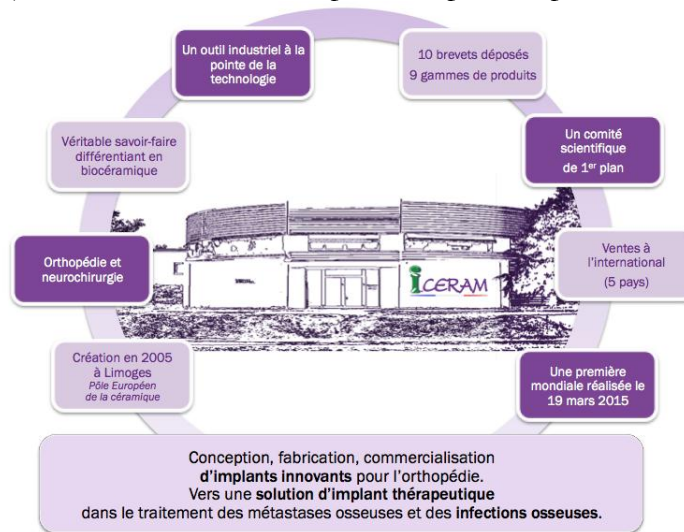 Un outil industriel à la
pointe de la
technologie
10 brevets déposés
9 gammes de produits
Véritable savoir-faire
différentiant en
biocéramique
Un comité
scientifique
de 1er plan
Orthopédie et
neurochirurgie
iCERAM
Ventes à
l'international
(5 pays)
Création en 2005
à Limoges
Pôle Européen
de la céramique
Une première
mondiale réalisée le
19 mars 2015
Conception, fabrication, commercialisation
d'implants innovants pour l'orthopédie.
Vers une solution d'implant thérapeutique
dans le traitement des métastases osseuses et des infections osseuses.